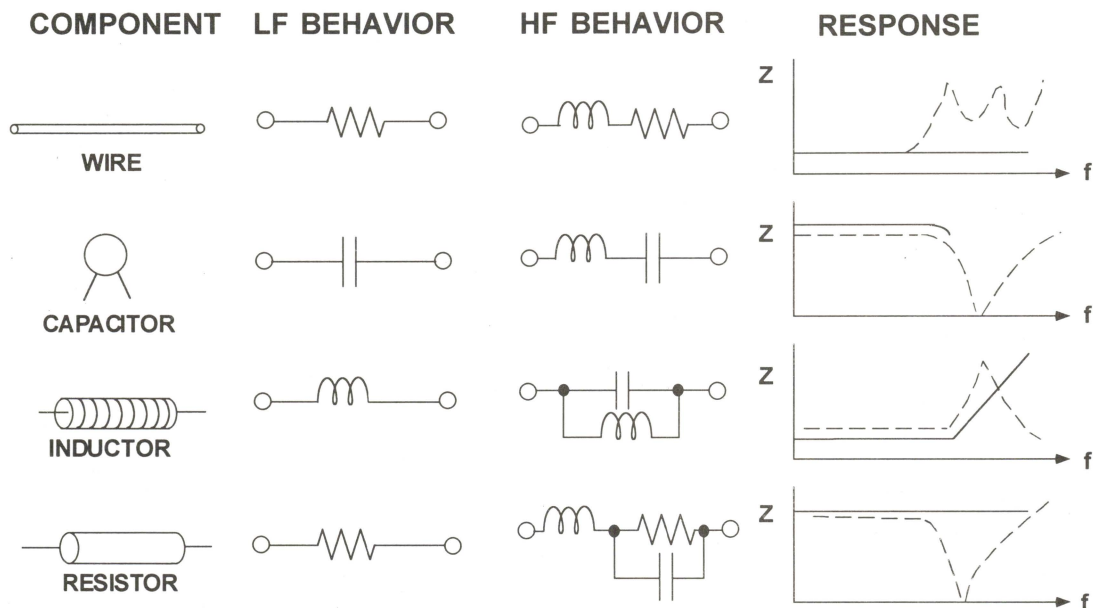 COMPONENT LF BEHAVIOR HF BEHAVIOR RESPONSE
Z
WIRE
f
Z
CAPACITOR
f
Z
INDUCTOR
f
Z
RESISTOR
f